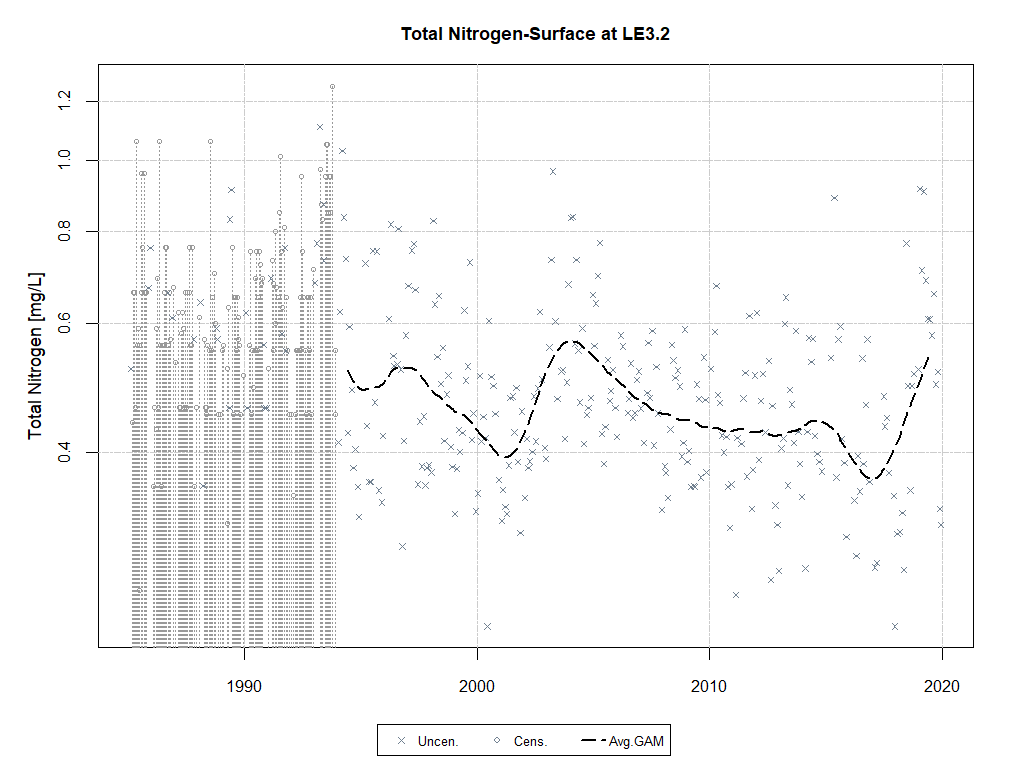 Total Nitrogen-Surface at LE3.2
Total Nitrogen [mg/L]
1.2
1.0
0.8
0.6
0.4
1990 2000 2010 2020
Uncen. Cens. Avg.GAM